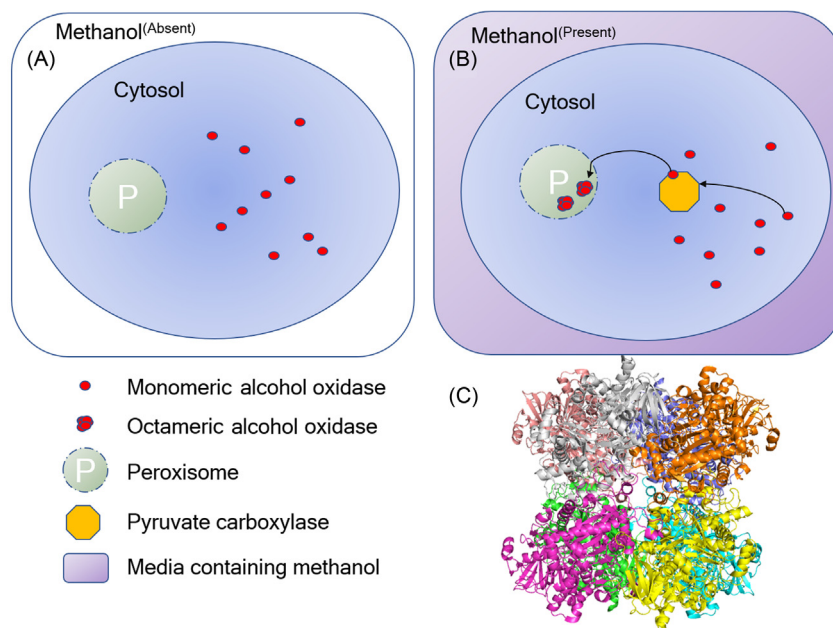 Methanol(Absent)
(A)
Cytosol
P
Methanol(Present)
(B)
Cytosol
P
Monomeric alcohol oxidase
Octameric alcohol oxidase
P
Peroxisome
Pyruvate carboxylase
Media containing methanol
(C)